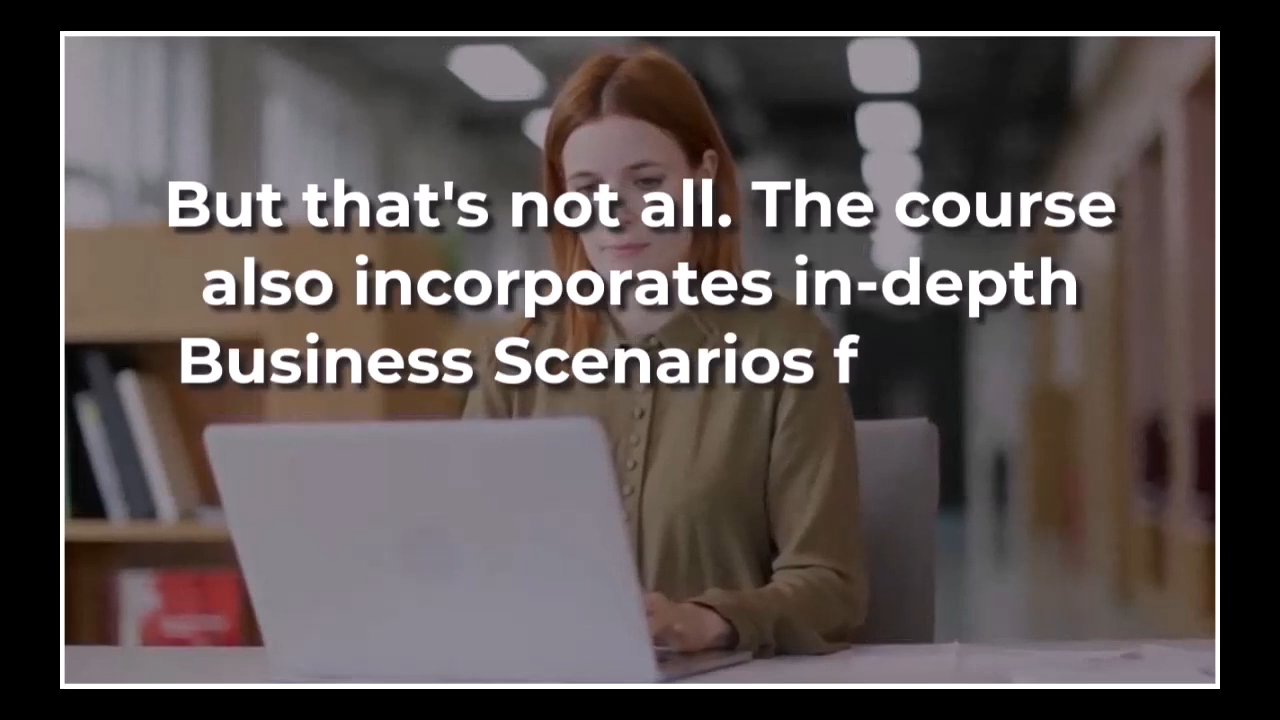 But that's not all. The course
also incorporates in-depth
Business Scenarios f